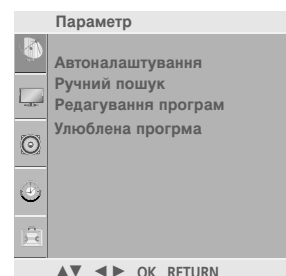 Параметр
Автоналаштування
Ручний пошук
Редагування програм
Улюблена прогрма
▲▼ ◄► OK RETURN